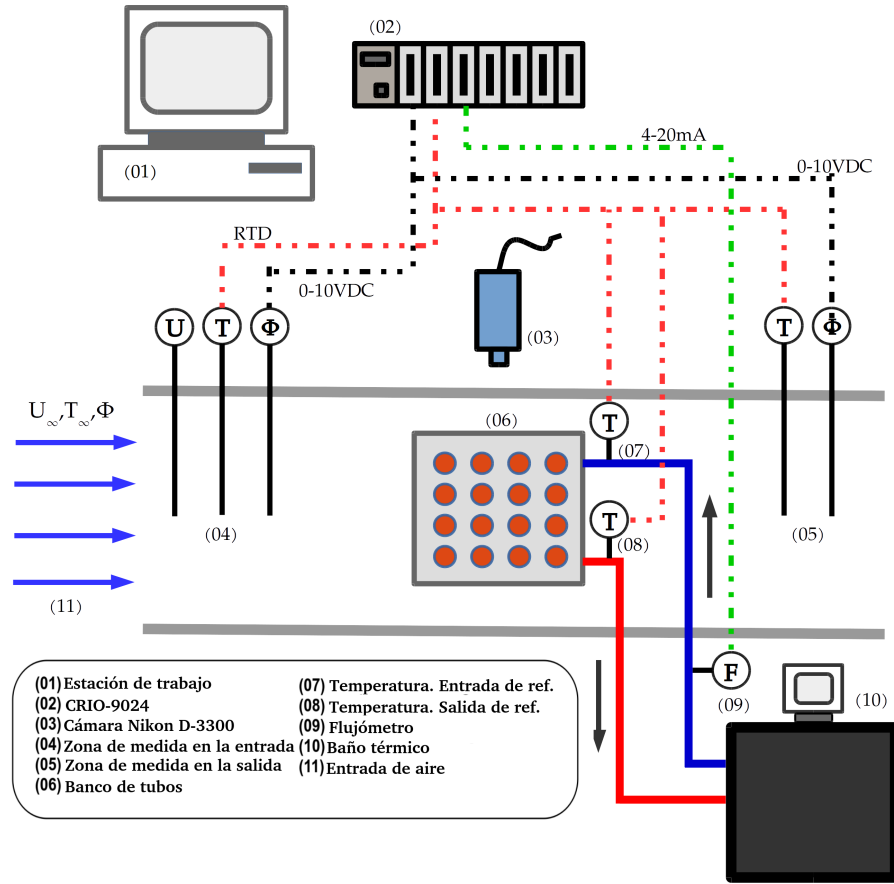 (02)
(01)
4-20mA
0-10VDC
RTD
0-10VDC
U T Φ
(03)
T Φ
U∞,T∞,Φ
(06)
T
(07)
T
(08)
(04)
(05)
(11)
F
(09)
(10)
(01) Estación de trabajo
(02) CRIO-9024
(03) Cámara Nikon D-3300
(04) Zona de medida en la entrada
(05) Zona de medida en la salida
(06) Banco de tubos
(07) Temperatura. Entrada de ref.
(08) Temperatura. Salida de ref.
(09) Flujómetro
(10) Baño térmico
(11) Entrada de aire